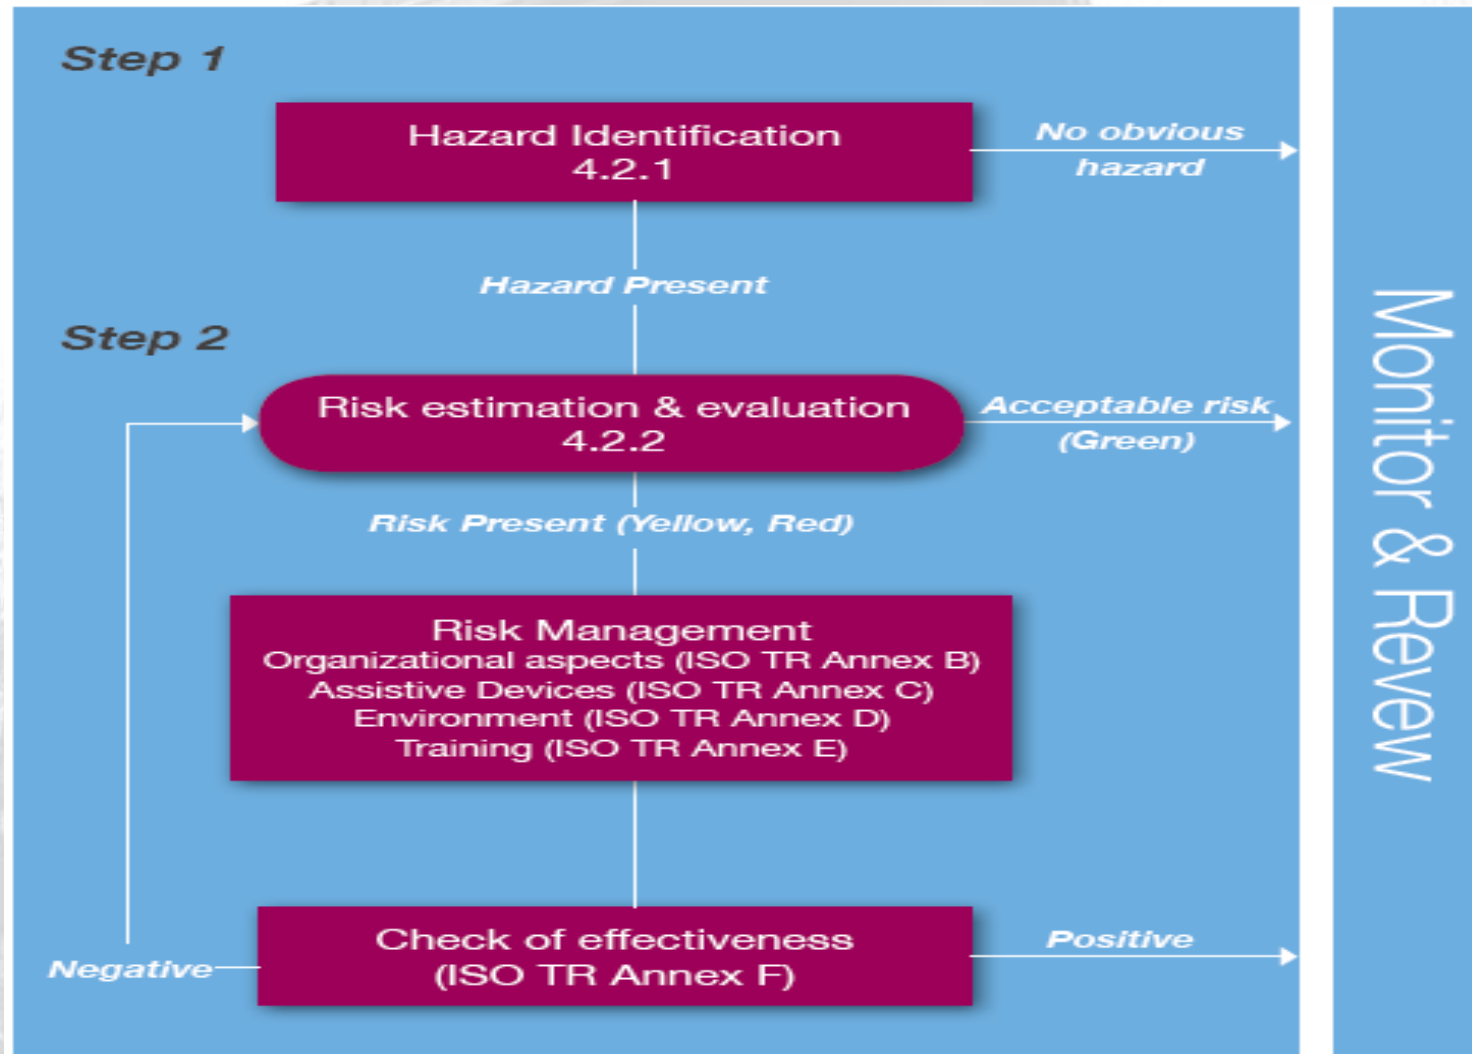 Step 1
Hazard Identification
4.2.1
No obvious
hazard
Hazard Present
Step 2
Risk estimation & evaluation
4.2.2
Acceptable risk
(Green)
Risk Present (Yellow, Red)
Risk Management
Organizational aspects (ISO TR Annex B)
Assistive Devices (ISO TR Annex C)
Environment (ISO TR Annex D)
Training (ISO TR Annex E)
Check of effectiveness
(ISO TR Annex F)
Positive
Negative
Monitor & Revew